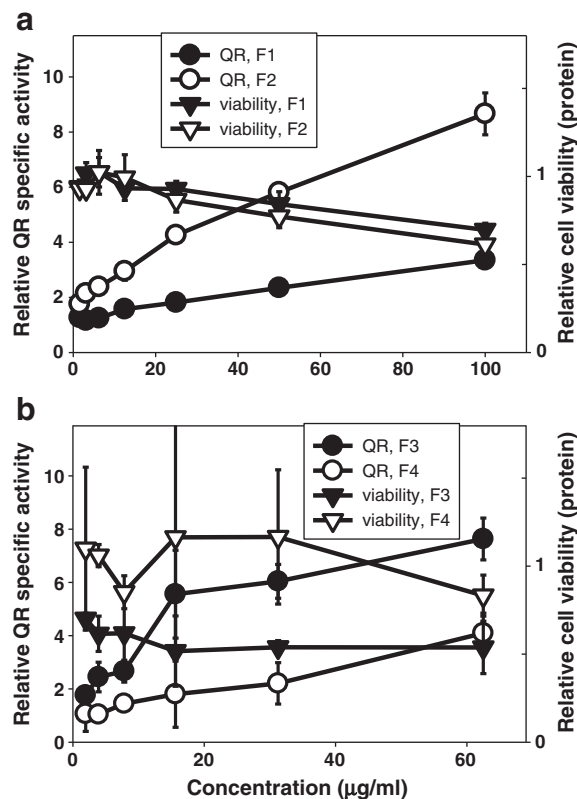 a
QR, F1
QR, F2
viability, F1
viability, F2
Relative QR specific activity
10
8
6
4
2
0
Relative cell viability (protein)
1
0
0 20 40 60 80 100
b
QR, F3
QR, F4
viability, F3
viability, F4
Relative QR specific activity
10
8
6
4
2
0
Relative cell viability (protein)
1
0
0 20 40 60
Concentration (μg/ml)